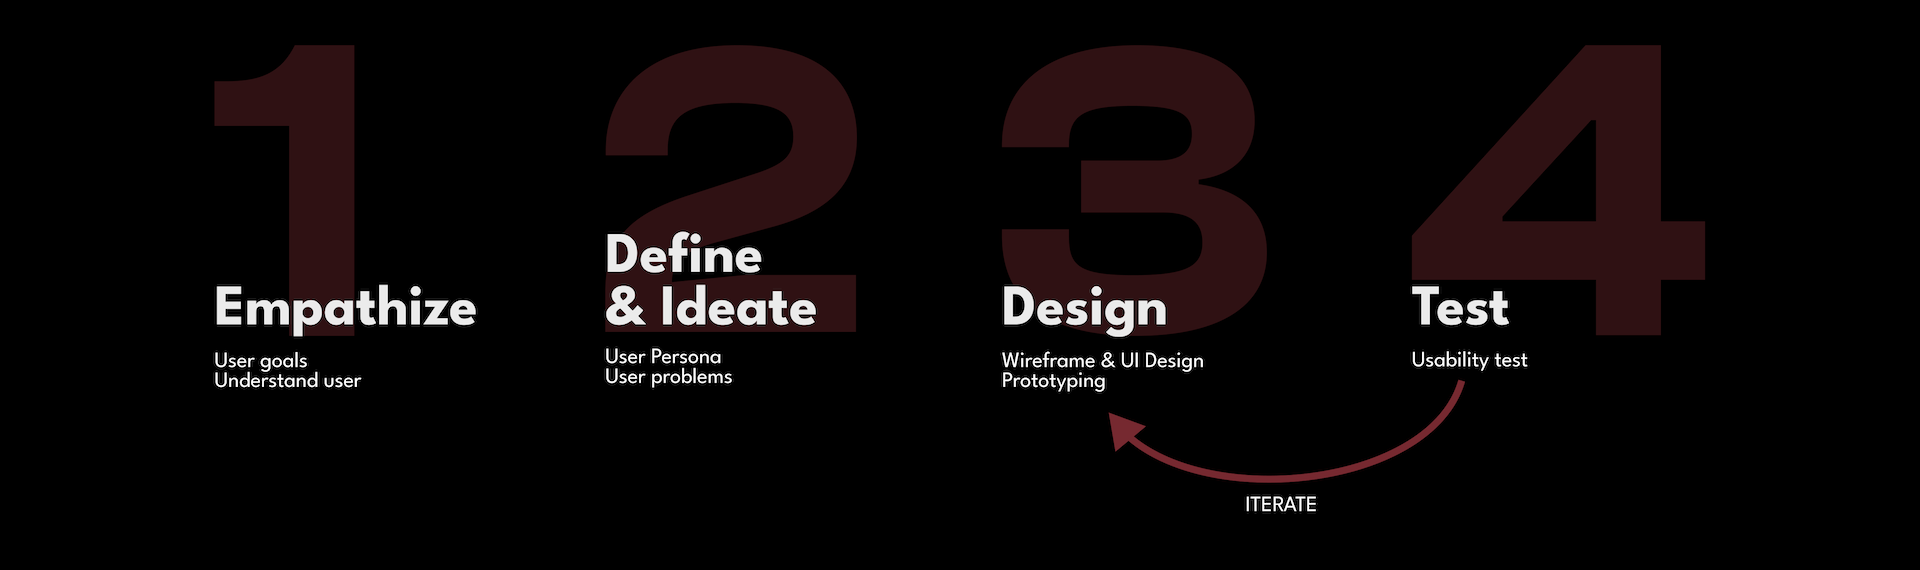 1
Empathize
User goals
Understand user
2
Define
& Ideate
User Persona
User problems
3
Design
Wireframe & UI Design
Prototyping
4
Test
Usability test
ITERATE